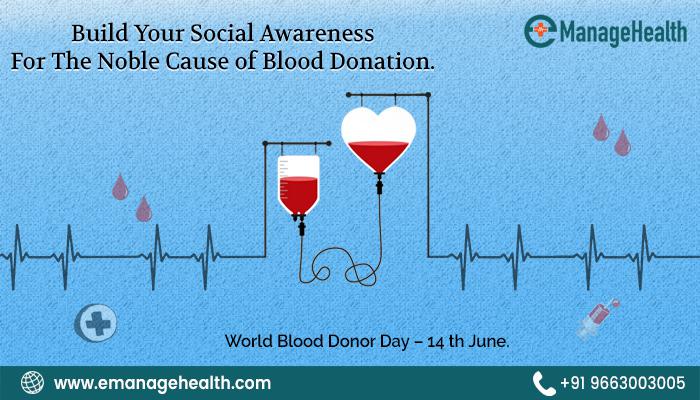 Build Your Social Awareness
For The Noble Cause of Blood Donation.
eManageHealth
World Blood Donor Day – 14 th June.
www.emanagehealth.com
+91 9663003005